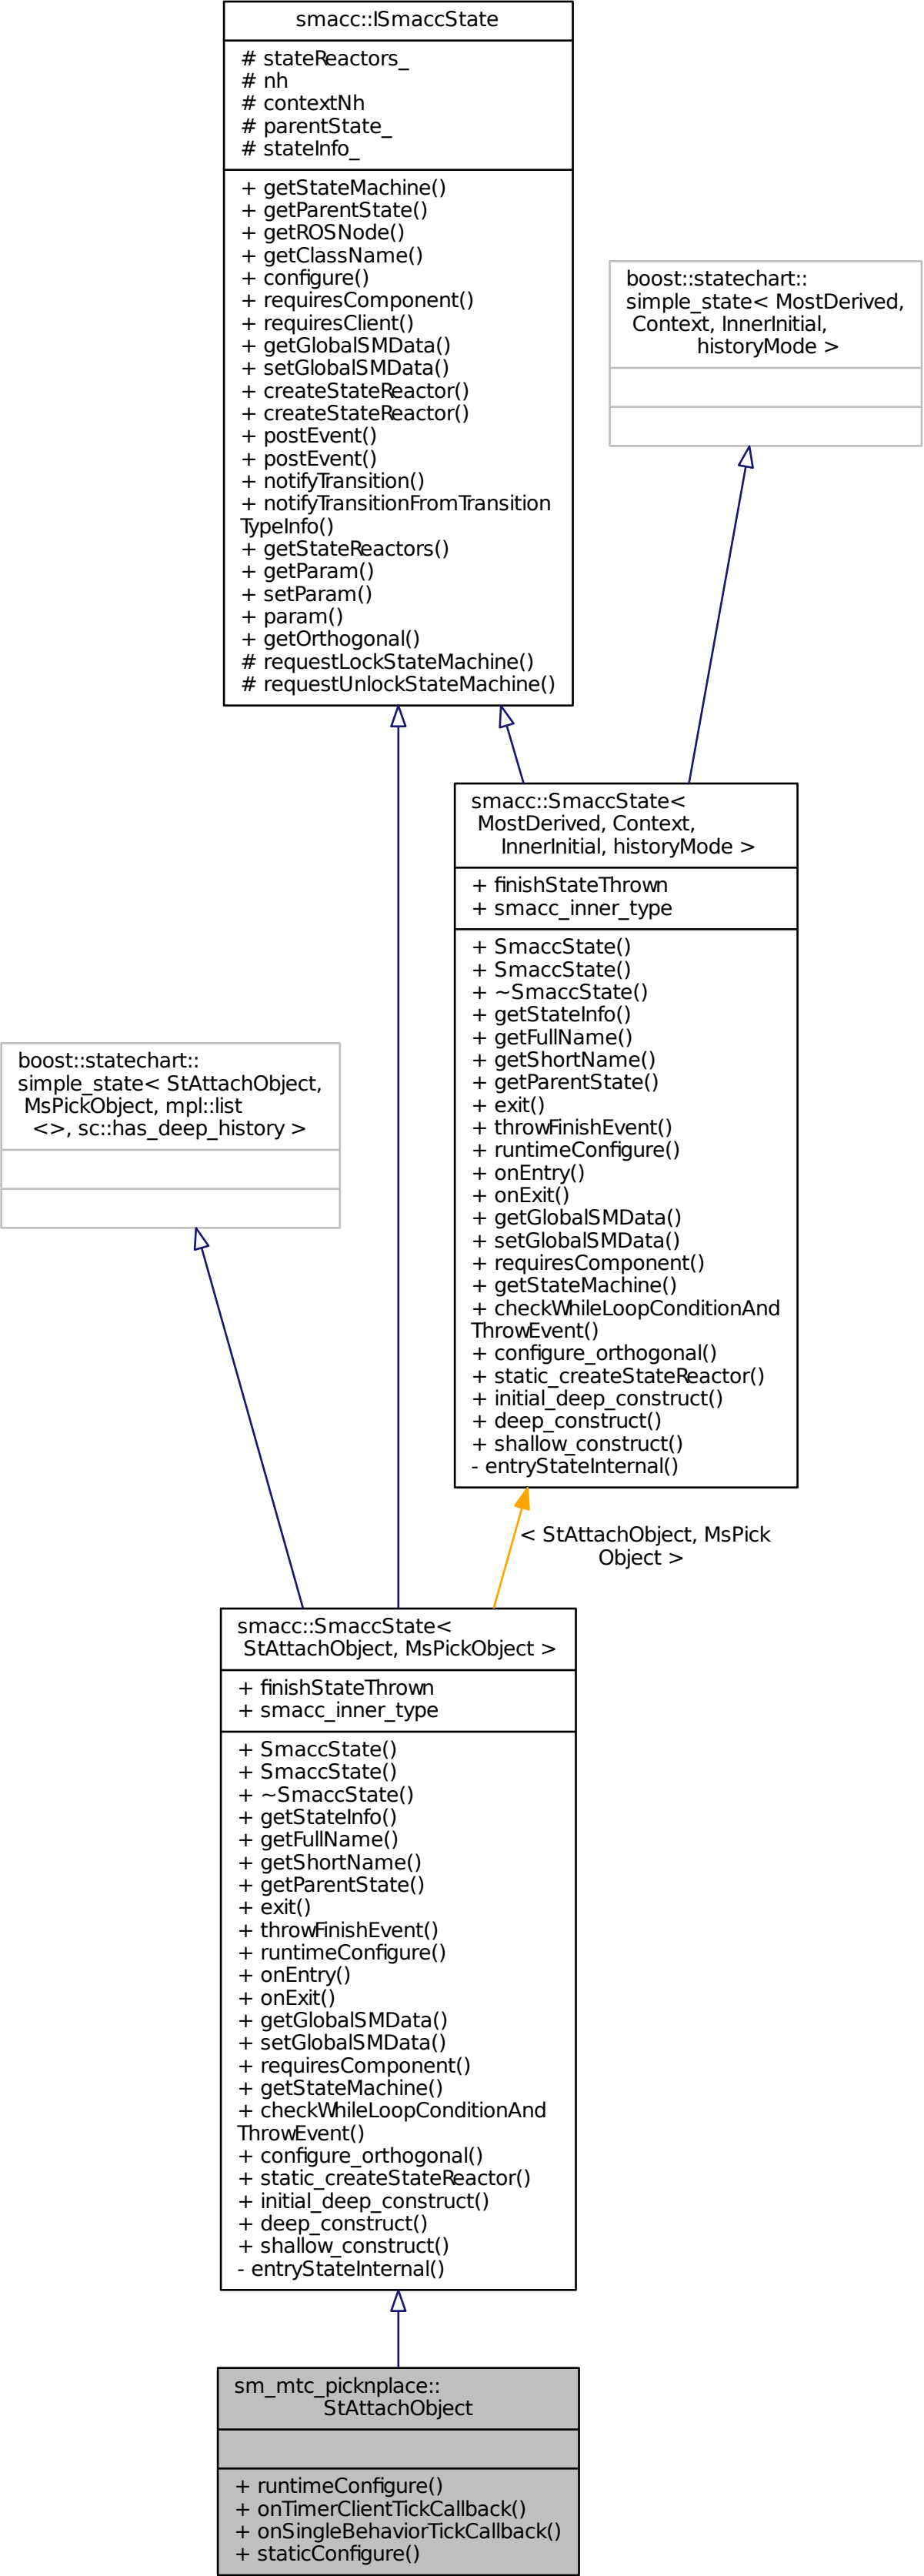 smacc::ISmaccState
# stateReactors_
# nh
# contextNh
# parentState_
# stateInfo_
+ getStateMachine()
+ getParentState()
+ getROSNode()
+ getClassName()
+ configure()
+ requiresComponent()
+ requiresClient()
+ getGlobalSMData()
+ setGlobalSMData()
+ createStateReactor()
+ createStateReactor()
+ postEvent()
+ postEvent()
+ notifyTransition()
+ notifyTransitionFromTransition
TypeInfo()
+ getStateReactors()
+ getParam()
+ setParam()
+ param()
+ getOrthogonal()
# requestLockStateMachine()
# requestUnlockStateMachine()
boost::statechart::
simple_state< MostDerived,
Context, InnerInitial,
historyMode >
smacc::SmaccState<
MostDerived, Context,
InnerInitial, historyMode >
+ finishStateThrown
+ smacc_inner_type
+ SmaccState()
+ SmaccState()
+ ~SmaccState()
+ getStateInfo()
+ getFullName()
+ getShortName()
+ getParentState()
+ exit()
+ throwFinishEvent()
+ runtimeConfigure()
+ onEntry()
+ onExit()
+ getGlobalSMData()
+ setGlobalSMData()
+ requiresComponent()
+ getStateMachine()
+ checkWhileLoopConditionAnd
ThrowEvent()
+ configure_orthogonal()
+ static_createStateReactor()
+ initial_deep_construct()
+ deep_construct()
+ shallow_construct()
- entryStateInternal()
boost::statechart::
simple_state< StAttachObject,
MsPickObject, mpl::list
<>, sc::has_deep_history >
< StAttachObject, MsPick
Object >
smacc::SmaccState<
StAttachObject, MsPickObject >
+ finishStateThrown
+ smacc_inner_type
+ SmaccState()
+ SmaccState()
+ ~SmaccState()
+ getStateInfo()
+ getFullName()
+ getShortName()
+ getParentState()
+ exit()
+ throwFinishEvent()
+ runtimeConfigure()
+ onEntry()
+ onExit()
+ getGlobalSMData()
+ setGlobalSMData()
+ requiresComponent()
+ getStateMachine()
+ checkWhileLoopConditionAnd
ThrowEvent()
+ configure_orthogonal()
+ static_createStateReactor()
+ initial_deep_construct()
+ deep_construct()
+ shallow_construct()
- entryStateInternal()
sm_mtc_picknplace::
StAttachObject
+ runtimeConfigure()
+ onTimerClientTickCallback()
+ onSingleBehaviorTickCallback()
+ staticConfigure()